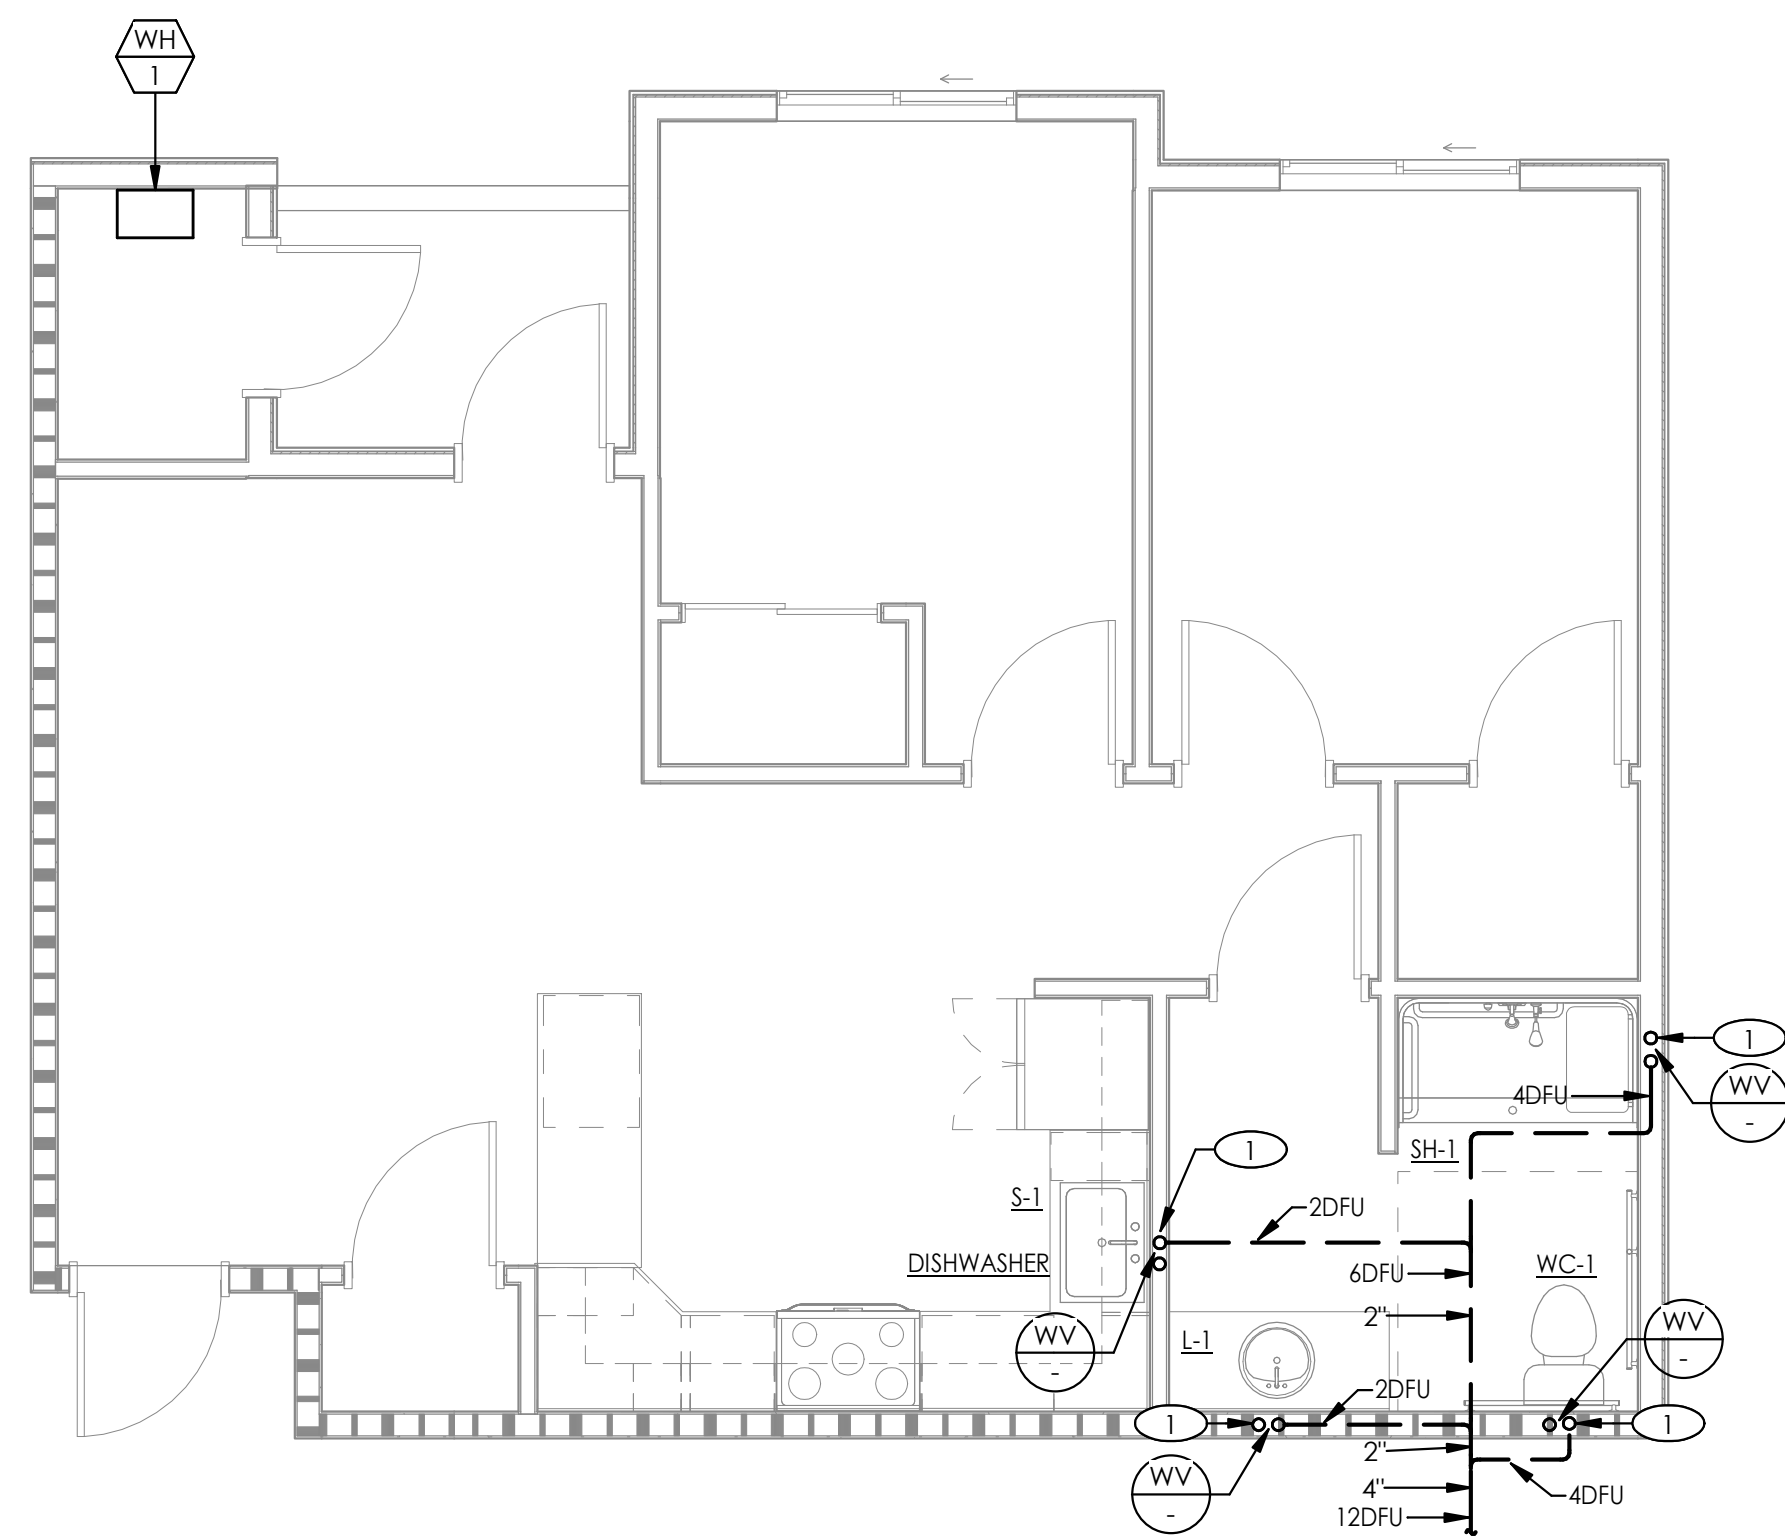 WH
1
1
WV
-
4DFU
SH-1
1
S-1
2DFU
DISHWASHER
6DFU
WC-1
2"
WV
-
WV
-
L-1
2DFU
1
1
2"
WV
-
4"
4DFU
12DFU